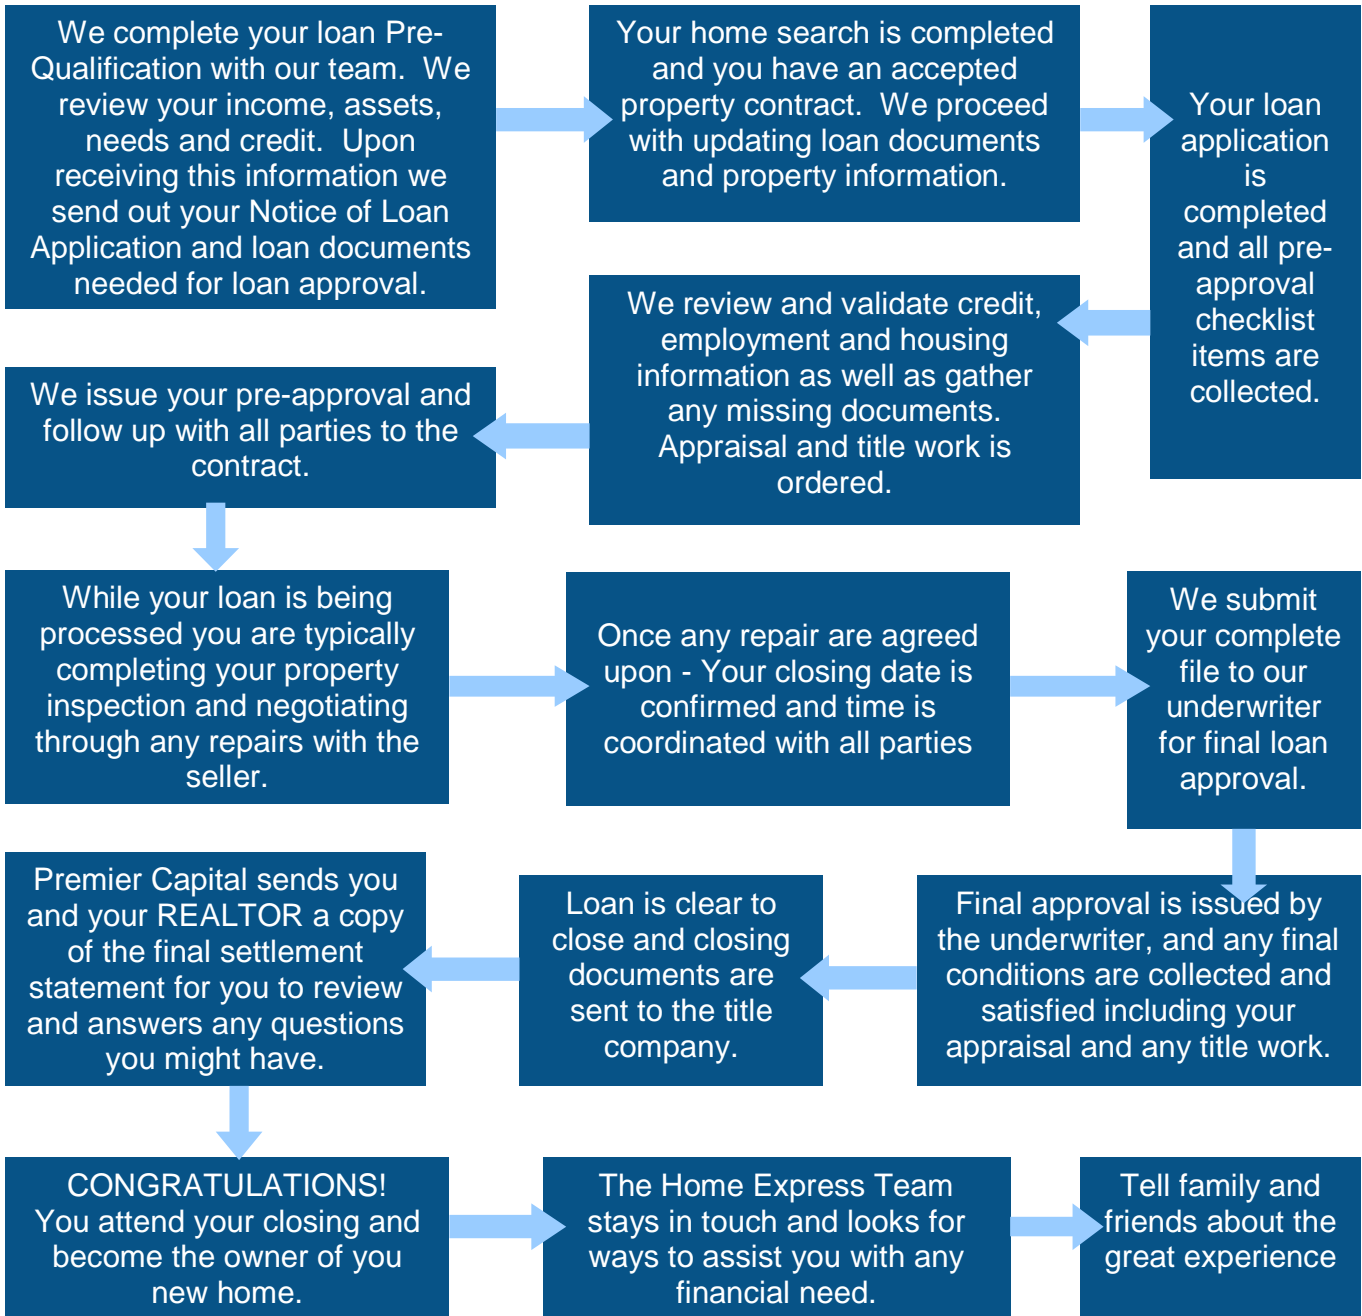 We complete your loan Pre-
Qualification with our team.  We
review your income, assets,
needs and credit.  Upon
receiving this information we
send out your Notice of Loan
Application and loan documents
needed for loan approval.
Your home search is completed
and you have an accepted
property contract.  We proceed
with updating loan documents
and property information.
Your loan
application
is
completed
and all pre-
approval
checklist
items are
collected.
We review and validate credit,
employment and housing
information as well as gather
any missing documents.
Appraisal and title work is
ordered.
We issue your pre-approval and
follow up with all parties to the
contract.
While your loan is being
processed you are typically
completing your property
inspection and negotiating
through any repairs with the
seller.
Once any repair are agreed
upon - Your closing date is
confirmed and time is
coordinated with all parties
We submit
your complete
file to our
underwriter
for final loan
approval.
Final approval is issued by
the underwriter, and any final
conditions are collected and
satisfied including your
appraisal and any title work.
Loan is clear to
close and closing
documents are
sent to the title
company.
Premier Capital sends you
and your REALTOR a copy
of the final settlement
statement for you to review
and answers any questions
you might have.
CONGRATULATIONS!
You attend your closing and
become the owner of you
new home.
The Home Express Team
stays in touch and looks for
ways to assist you with any
financial need.
Tell family and
friends about the
great experience